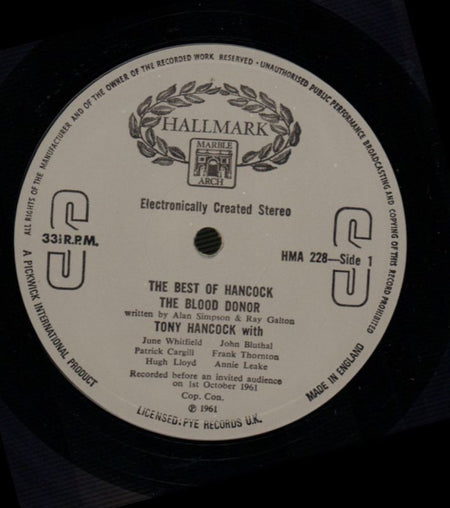 ALL RIGHTS OF THE MANUFACTURER AND OF THE OWNER OF THE RECORDED WORK RESERVED · UNAUTHORISED PUBLIC PERFORMANCE BROADCASTING AND COPYING OF THIS RECORD PROHIBITED
HALLMARK
MARBLE
ARCH
Electronically Created Stereo
33⅓ R.P.M.
HMA 228—Side 1
THE BEST OF HANCOCK
THE BLOOD DONOR
written by Alan Simpson & Ray Galton
TONY HANCOCK with
June Whitfield John Bluthal
Patrick Cargill Frank Thornton
Hugh Lloyd Annie Leake
Recorded before an invited audience
on 1st October 1961
Cop. Con.
℗ 1961
A PICKWICK INTERNATIONAL PRODUCT
LICENSED: PYE RECORDS U.K.
MADE IN ENGLAND